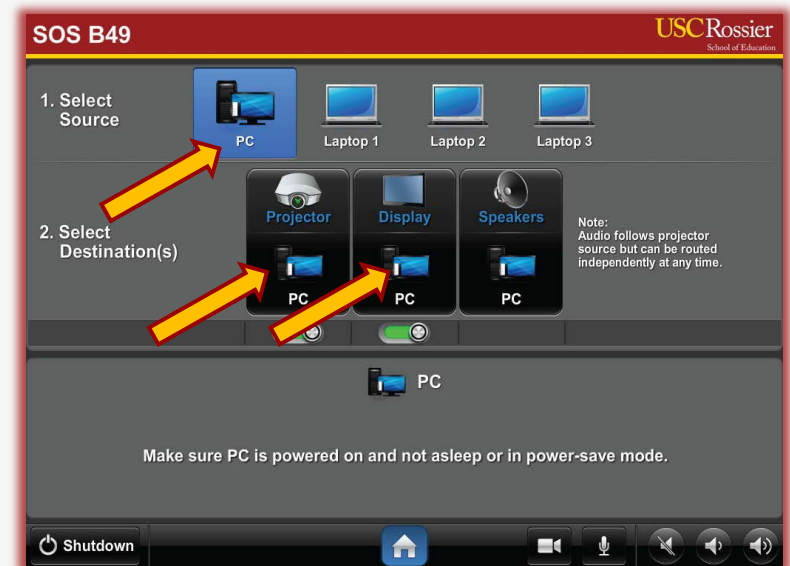 SOS B49
USC Rossier
School of Education
1. Select
Source
PC
Laptop 1
Laptop 2
Laptop 3
2. Select
Destination(s)
Projector
Display
Speakers
PC
PC
PC
Note:
Audio follows projector
source but can be routed
independently at any time.
PC
Make sure PC is powered on and not asleep or in power-save mode.
Shutdown